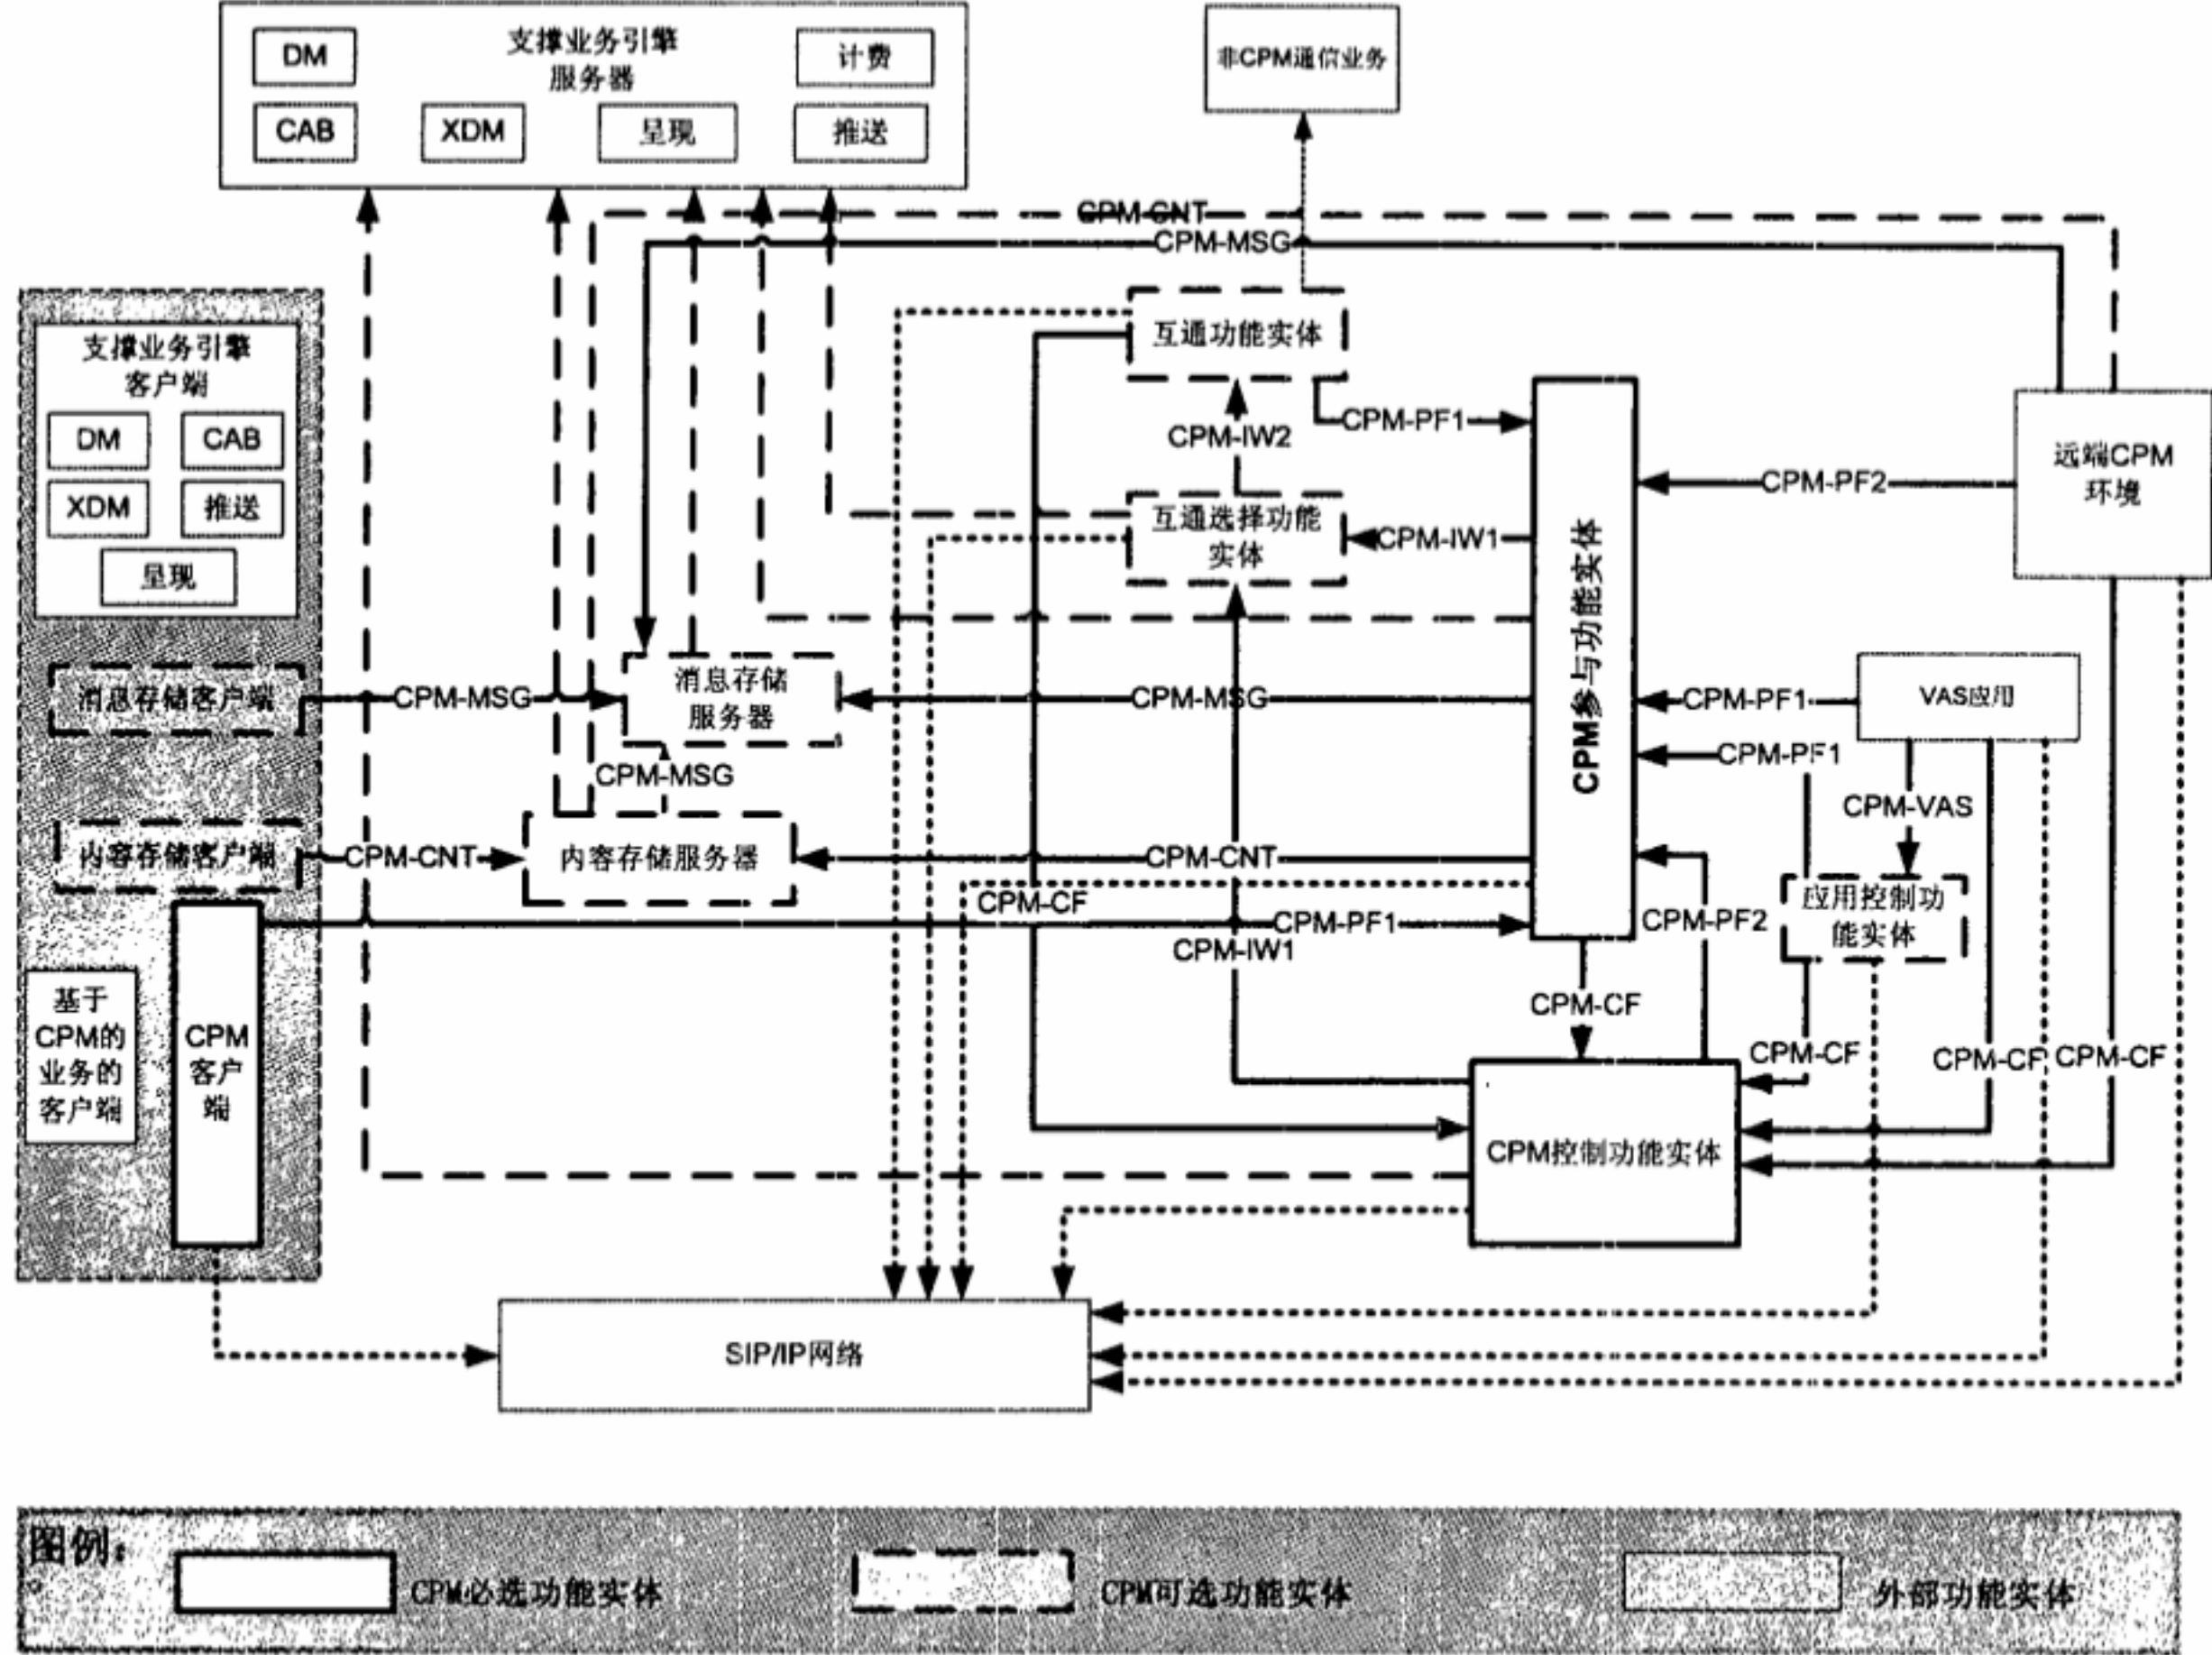 支撑业务引擎
服务器
DM
计费
CAB
XDM
呈现
推送
非CPM通信业务
CPM-CNT
CPM-MSG
支撑业务引擎
客户端
DM
CAB
XDM
推送
呈现
互通功能实体
CPM-PF1
CPM-IW2
互通选择功能
实体
CPM-IW1
CPM-PF2
远端CPM
环境
CPM参与功能实体
消息存储客户端
CPM-MSG
消息存储
服务器
CPM-MSG
CPM-PF1
VAS应用
CPM-MSG
CPM-PF1
CPM-VAS
内容存储客户端
CPM-CNT
内容存储服务器
CPM-CNT
CPM-CF
CPM-PF1
CPM-IW1
CPM-PF2
应用控制功
能实体
基于
CPM的
业务的
客户端
CPM
客户
端
CPM-CF
CPM-CF
CPM-CF
CPM-CF
CPM控制功能实体
SIP/IP网络
图例：
CPM必选功能实体
CPM可选功能实体
外部功能实体